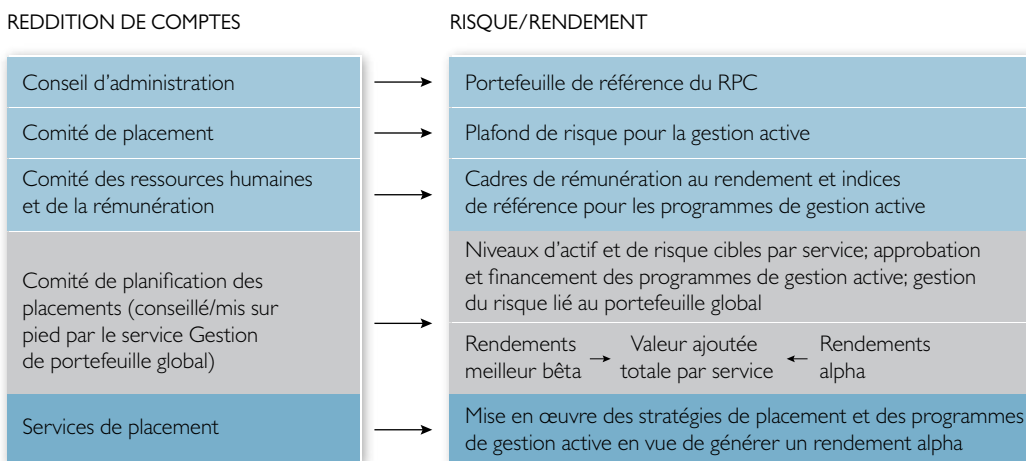 REDDITION DE COMPTES
RISQUE/RENDEMENT
Conseil d'administration
Portefeuille de référence du RPC
Comité de placement
Plafond de risque pour la gestion active
Comité des ressources humaines
et de la rémunération
Cadres de rémunération au rendement et indices
de référence pour les programmes de gestion active
Comité de planification des
placements (conseillé/mis sur
pied par le service Gestion
de portefeuille global)
Niveaux d'actif et de risque cibles par service; approbation
et financement des programmes de gestion active; gestion
du risque lié au portefeuille global
Rendements
meilleur bêta
Valeur ajoutée
totale par service
Rendements
alpha
Services de placement
Mise en œuvre des stratégies de placement et des programmes
de gestion active en vue de générer un rendement alpha